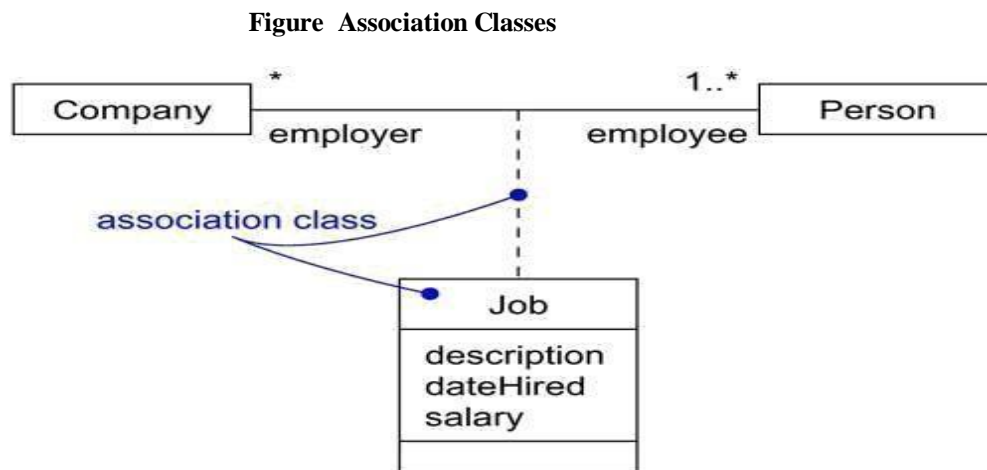 Figure Association Classes
* 1..*
Company Person
employer employee
association class
Job
description
dateHired
salary